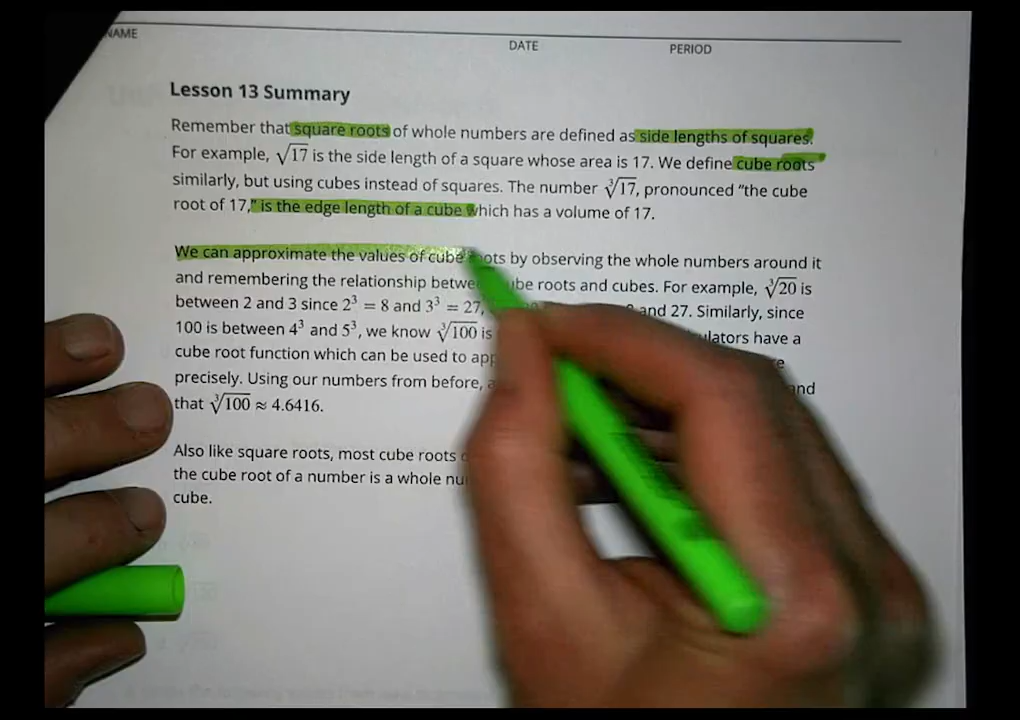 NAME
DATE PERIOD
Lesson 13 Summary
Remember that square roots of whole numbers are defined as side lengths of squares.
For example, √17 is the side length of a square whose area is 17. We define cube roots
similarly, but using cubes instead of squares. The number ∛17, pronounced "the cube
root of 17," is the edge length of a cube which has a volume of 17.
We can approximate the values of cube roots by observing the whole numbers around it
and remembering the relationship between cube roots and cubes. For example, ∛20 is
between 2 and 3 since 2³ = 8 and 3³ = 27, and 27. Similarly, since
100 is between 4³ and 5³, we know ∛100 is have a
cube root function which can be used to
precisely. Using our numbers from before, and
that ∛100 ≈ 4.6416.
Also like square roots, most cube roots
the cube root of a number is a whole
cube.